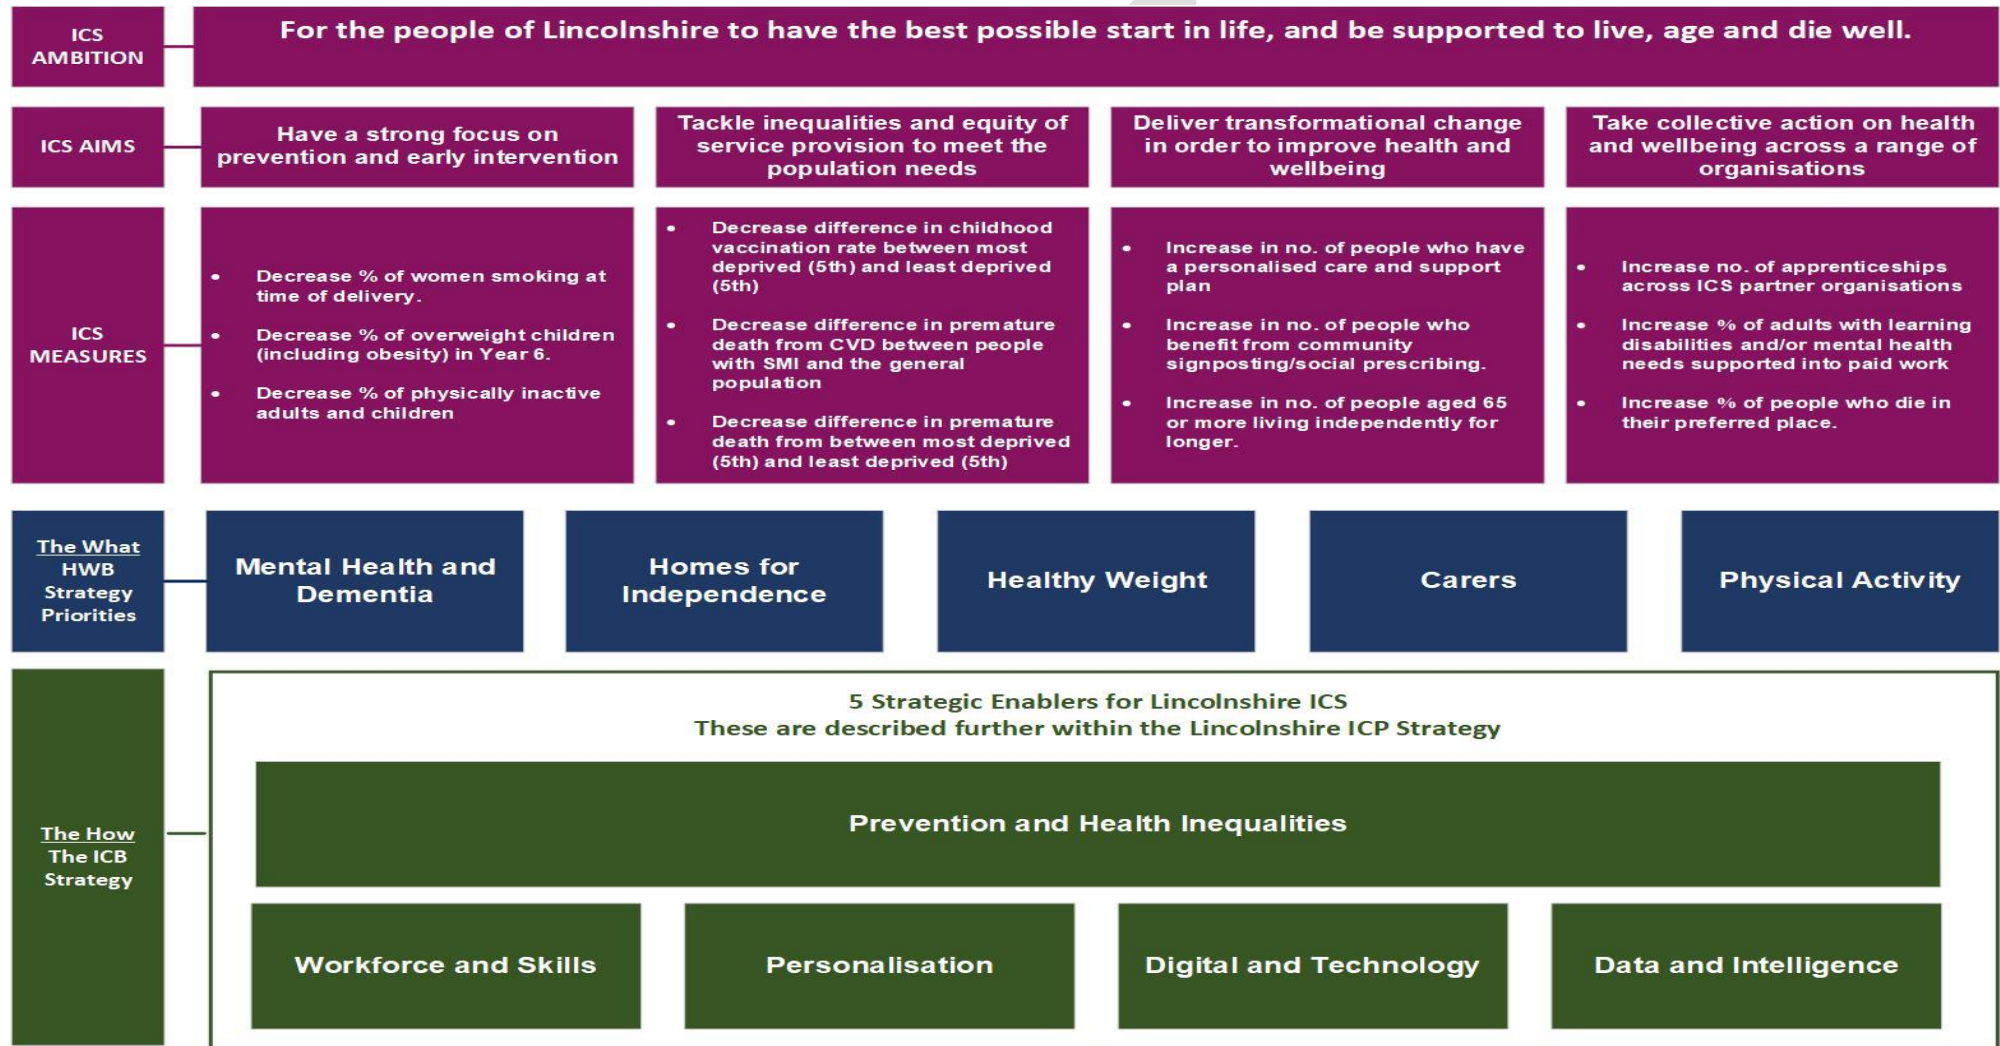 ICS
AMBITION
For the people of Lincolnshire to have the best possible start in life, and be supported to live, age and die well.
ICS AIMS
Have a strong focus on
prevention and early intervention
Tackle inequalities and equity of
service provision to meet the
population needs
Deliver transformational change
in order to improve health and
wellbeing
Take collective action on health
and wellbeing across a range of
organisations
ICS
MEASURES
• Decrease % of women smoking at
time of delivery.
• Decrease % of overweight children
(including obesity) in Year 6.
• Decrease % of physically inactive
adults and children
• Decrease difference in childhood
vaccination rate between most
deprived (5th) and least deprived
(5th)
• Decrease difference in premature
death from CVD between people
with SMI and the general
population
• Decrease difference in premature
death from between most deprived
(5th) and least deprived (5th)
• Increase in no. of people who have
a personalised care and support
plan
• Increase in no. of people who
benefit from community
signposting/social prescribing.
• Increase in no. of people aged 65
or more living independently for
longer.
• Increase no. of apprenticeships
across ICS partner organisations
• Increase % of adults with learning
disabilities and/or mental health
needs supported into paid work
• Increase % of people who die in
their preferred place.
The What
HWB
Strategy
Priorities
Mental Health and
Dementia
Homes for
Independence
Healthy Weight
Carers
Physical Activity
The How
The ICB
Strategy
5 Strategic Enablers for Lincolnshire ICS
These are described further within the Lincolnshire ICP Strategy
Prevention and Health Inequalities
Workforce and Skills
Personalisation
Digital and Technology
Data and Intelligence